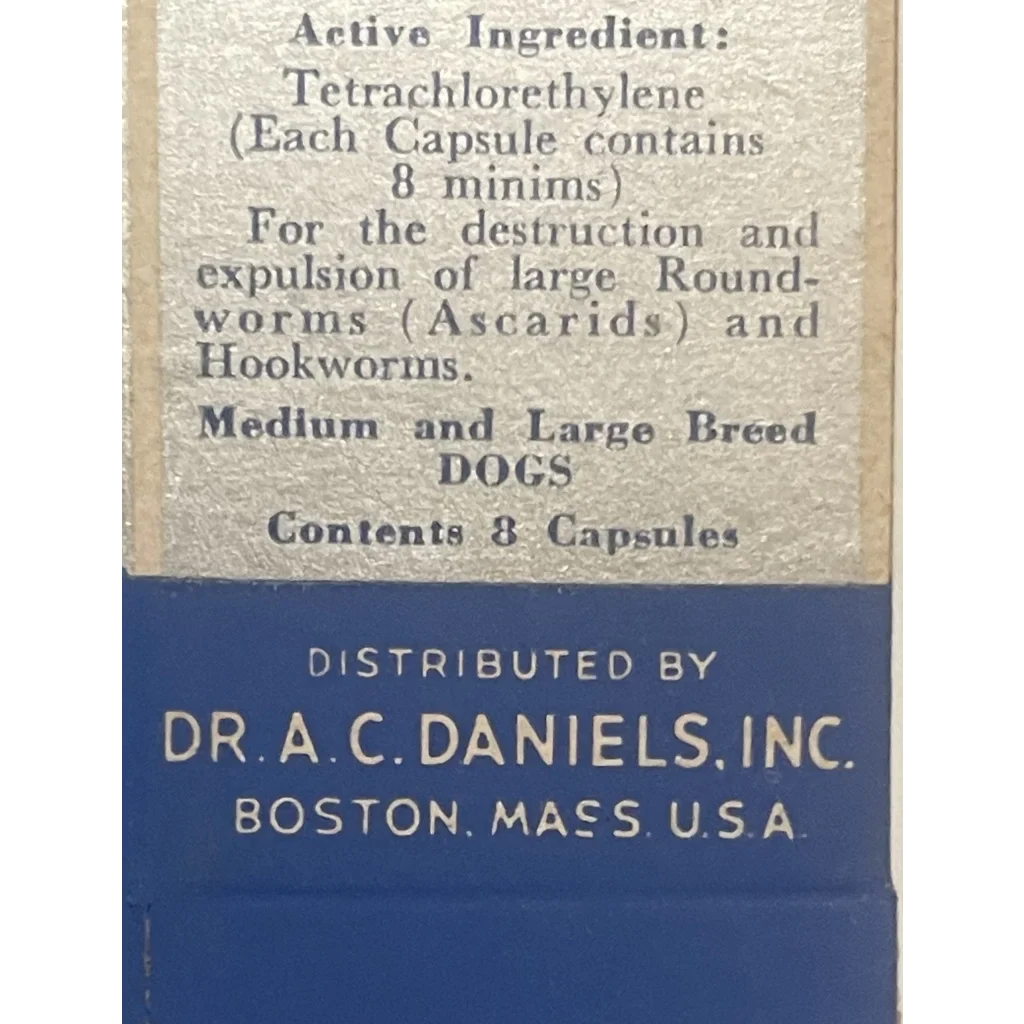 Active Ingredient:
Tetrachlorethylene
(Each Capsule contains
8 minims)
For the destruction and
expulsion of large Round-
worms (Ascarids) and
Hookworms.
Medium and Large Breed
DOGS
Contents 8 Capsules
DISTRIBUTED BY
DR. A. C. DANIELS, INC.
BOSTON, MASS. U.S.A.